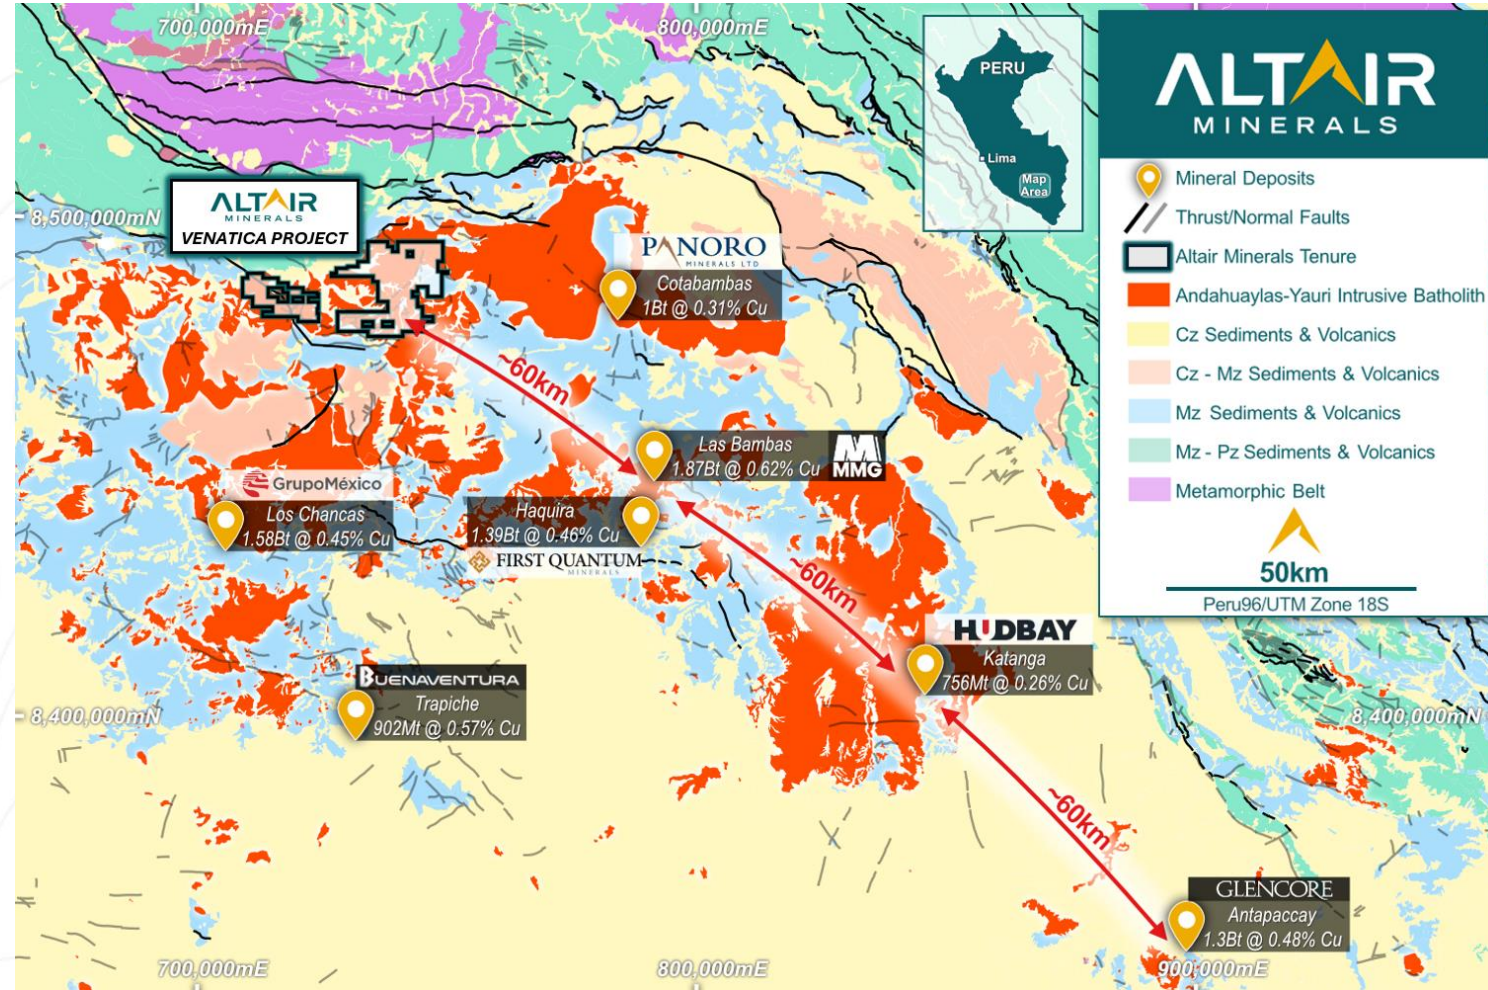 700,000mE
800,000mE
PERU
Lima
Map
Area
ALTAIR
MINERALS
Mineral Deposits
Thrust/Normal Faults
Altair Minerals Tenure
Andahuaylas-Yauri Intrusive Batholith
Cz Sediments & Volcanics
Cz - Mz Sediments & Volcanics
Mz Sediments & Volcanics
Mz - Pz Sediments & Volcanics
Metamorphic Belt
50km
Peru96/UTM Zone 18S
8,500,000mN
ALTAIR
MINERALS
VENATICA PROJECT
PANORO
MINERALS LTD
Cotabambas
1Bt @ 0.31% Cu
~60km
Las Bambas
1.87Bt @ 0.62% Cu
MMG
GrupoMéxico
Los Chancas
1.58Bt @ 0.45% Cu
Haquira
1.39Bt @ 0.46% Cu
FIRST QUANTUM
MINERALS
~60km
HUDBAY
Katanga
756Mt @ 0.26% Cu
BUENAVENTURA
Trapiche
902Mt @ 0.57% Cu
8,400,000mN
8,400,000mN
~60km
GLENCORE
Antapaccay
1.3Bt @ 0.48% Cu
700,000mE
800,000mE
900,000mE